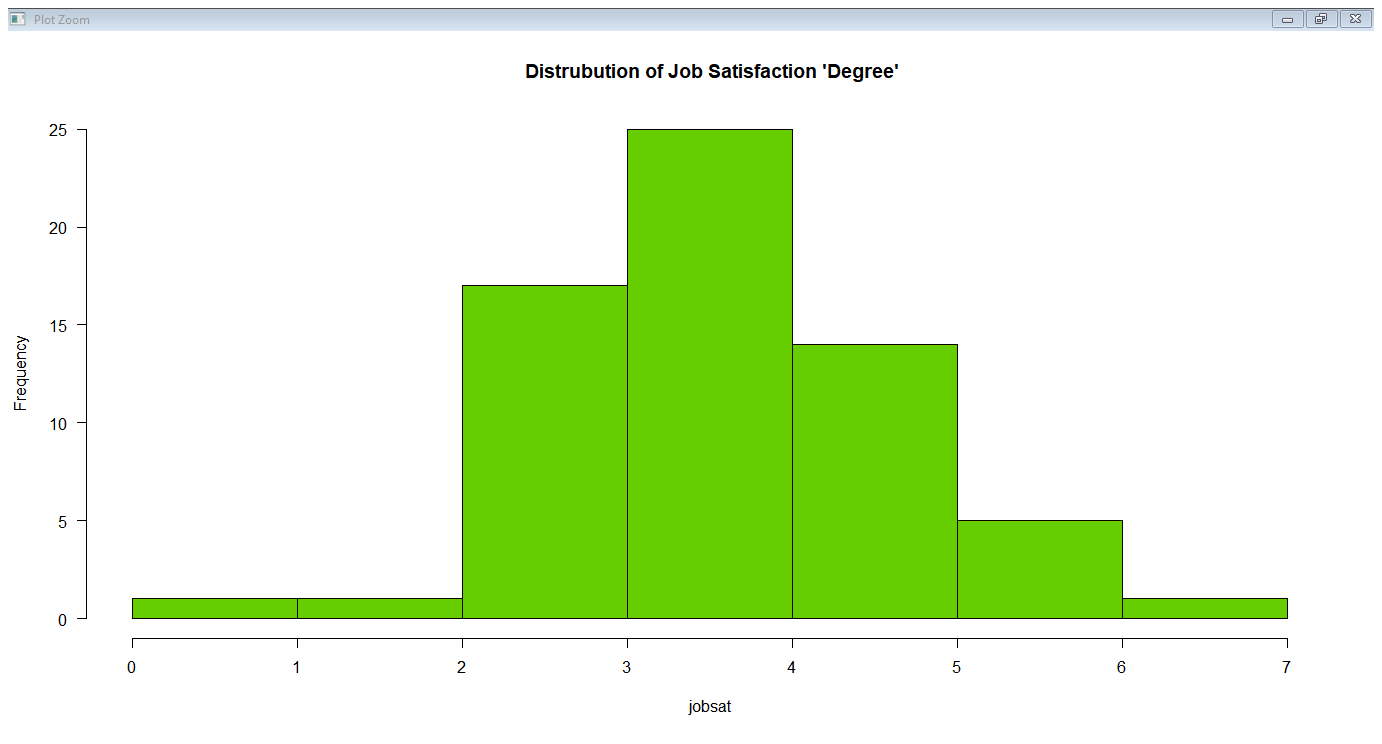 Plot Zoom
Distrubution of Job Satisfaction 'Degree'
25
20
15
10
5
0
Frequency
0 1 2 3 4 5 6 7
jobsat